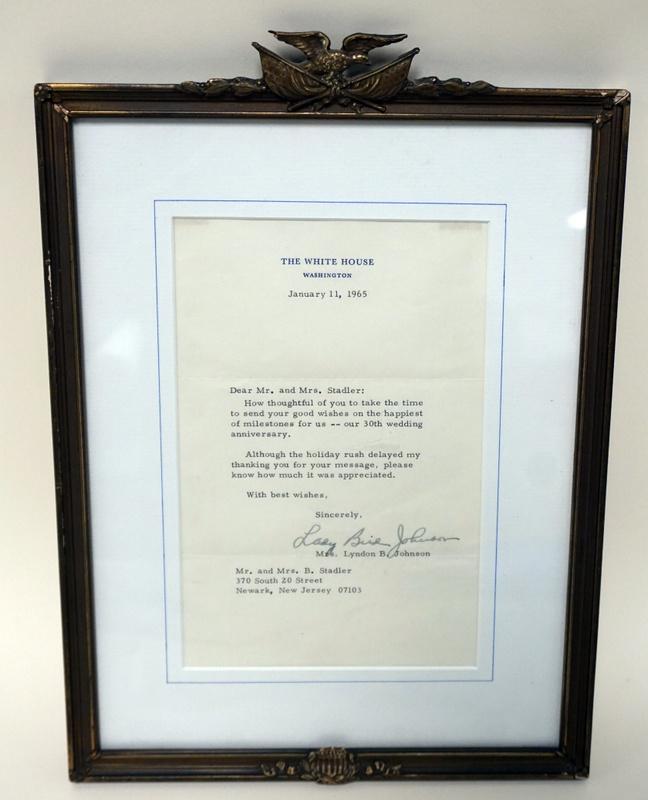 THE WHITE HOUSE
WASHINGTON
January 11, 1965
Dear Mr. and Mrs. Stadler:
How thoughtful of you to take the time
to send your good wishes on the happiest
of milestones for us -- our 30th wedding
anniversary.
Although the holiday rush delayed my
thanking you for your message, please
know how much it was appreciated.
With best wishes,
Sincerely,
Lady Bird Johnson
Mrs. Lyndon B. Johnson
Mr. and Mrs. B. Stadler
370 South 20 Street
Newark, New Jersey 07103